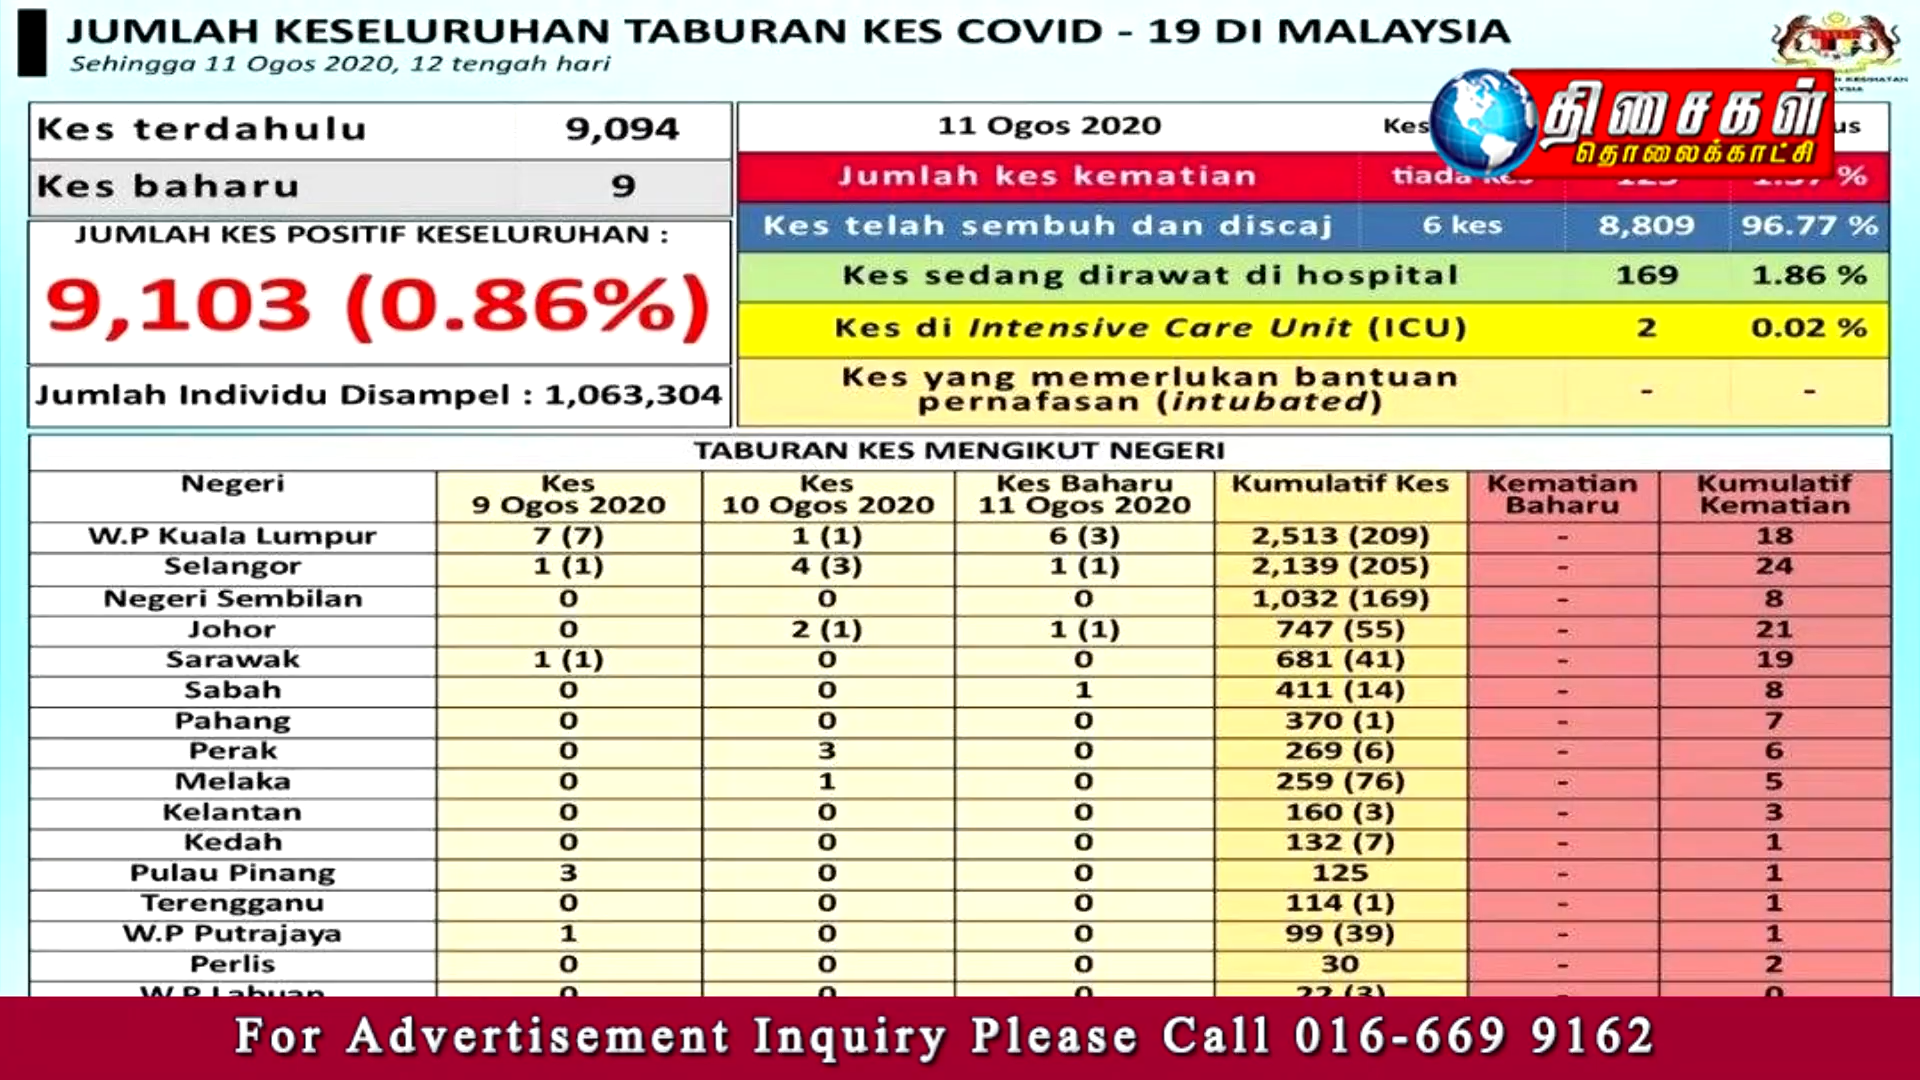 JUMLAH KESELURUHAN TABURAN KES COVID - 19 DI MALAYSIA
Sehingga 11 Ogos 2020, 12 tengah hari
திசைகள்
தொலைக்காட்சி
Kes terdahulu 9,094
Kes baharu 9
JUMLAH KES POSITIF KESELURUHAN :
9,103 (0.86%)
Jumlah Individu Disampel : 1,063,304
11 Ogos 2020 Kes
Jumlah kes kematian tiada kes %
Kes telah sembuh dan discaj 6 kes 8,809 96.77 %
Kes sedang dirawat di hospital 169 1.86 %
Kes di Intensive Care Unit (ICU) 2 0.02 %
Kes yang memerlukan bantuan
pernafasan (intubated) - -
TABURAN KES MENGIKUT NEGERI
Negeri Kes Kes Kes Baharu Kumulatif Kes Kematian Kumulatif
9 Ogos 2020 10 Ogos 2020 11 Ogos 2020 Baharu Kematian
W.P Kuala Lumpur 7 (7) 1 (1) 6 (3) 2,513 (209) - 18
Selangor 1 (1) 4 (3) 1 (1) 2,139 (205) - 24
Negeri Sembilan 0 0 0 1,032 (169) - 8
Johor 0 2 (1) 1 (1) 747 (55) - 21
Sarawak 1 (1) 0 0 681 (41) - 19
Sabah 0 0 1 411 (14) - 8
Pahang 0 0 0 370 (1) - 7
Perak 0 3 0 269 (6) - 6
Melaka 0 1 0 259 (76) - 5
Kelantan 0 0 0 160 (3) - 3
Kedah 0 0 0 132 (7) - 1
Pulau Pinang 3 0 0 125 - 1
Terengganu 0 0 0 114 (1) - 1
W.P Putrajaya 1 0 0 99 (39) - 1
Perlis 0 0 0 30 - 2
W.P Labuan 0 0 0 22 (3) - 0
For Advertisement Inquiry Please Call 016-669 9162